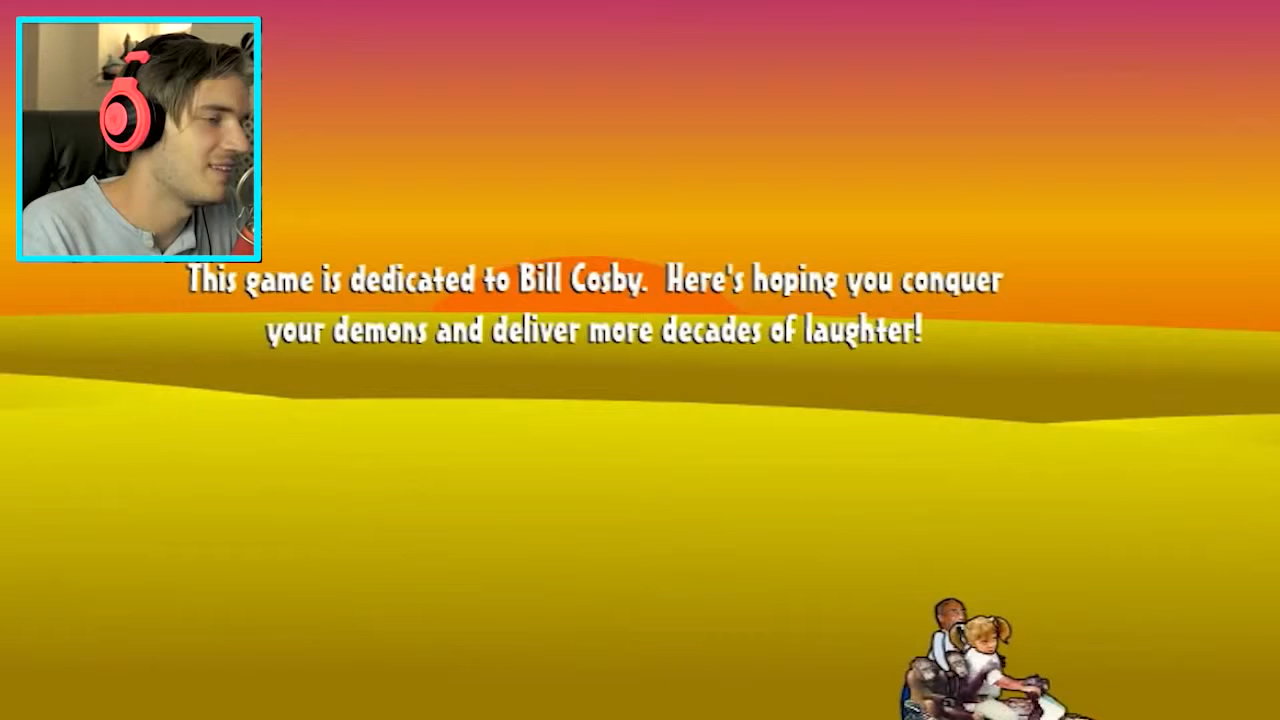 This game is dedicated to Bill Cosby.  Here's hoping you conquer
your demons and deliver more decades of laughter!